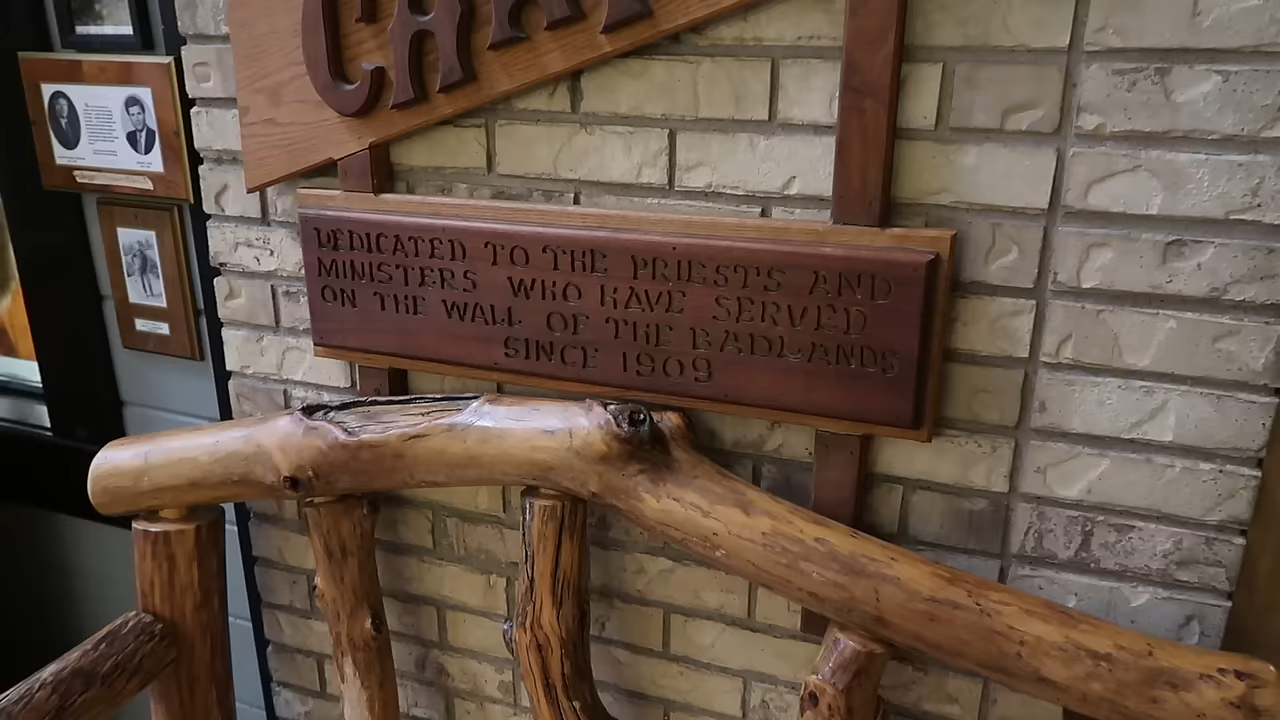 DEDICATED TO THE PRIESTS AND
MINISTERS WHO HAVE SERVED
ON THE WALL OF THE BADLANDS
SINCE 1909